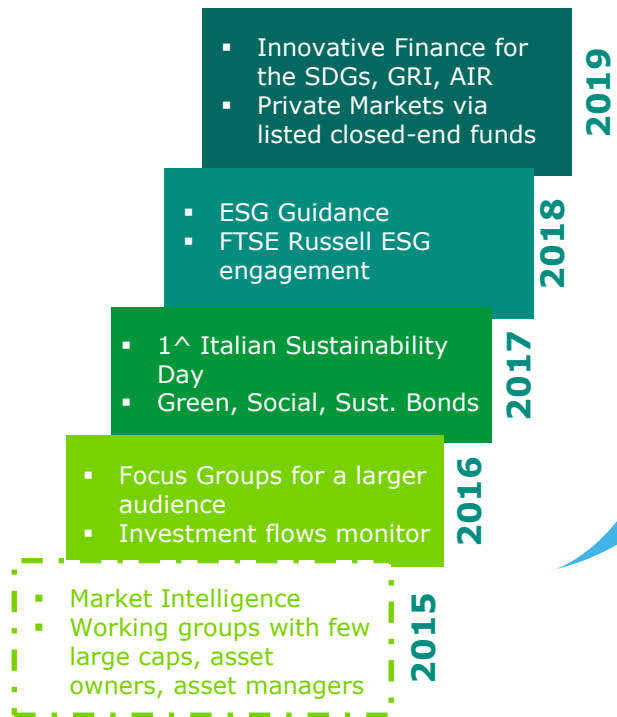 ▪ Innovative Finance for
the SDGs, GRI, AIR
▪ Private Markets via
listed closed-end funds
2019
▪ ESG Guidance
▪ FTSE Russell ESG
engagement
2018
▪ 1^ Italian Sustainability
Day
▪ Green, Social, Sust. Bonds
2017
▪ Focus Groups for a larger
audience
▪ Investment flows monitor
2016
▪ Market Intelligence
▪ Working groups with few
large caps, asset
owners, asset managers
2015